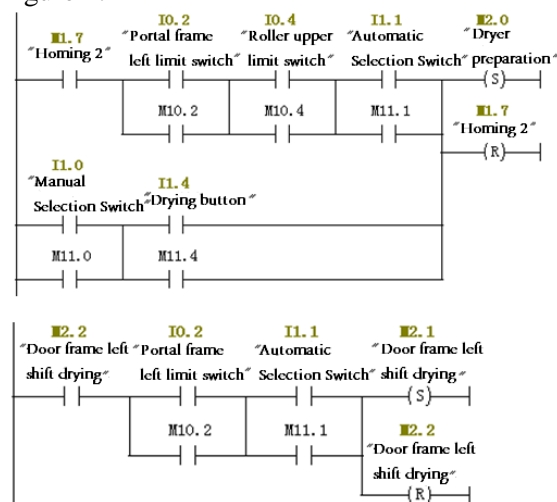 I0.2 I0.4 I1.1 M2.0
M1.7 "Portal frame "Roller upper "Automatic "Dryer
"Homing 2" left limit switch" limit switch" Selection Switch" preparation"
(S)
M10.2 M10.4 M11.1 M1.7
"Homing 2"
(R)
I1.0
"Manual I1.4
Selection Switch" "Drying button"
M11.0 M11.4
M2.2 I0.2 I1.1 M2.1
"Door frame left "Portal frame "Automatic "Door frame left
shift drying" left limit switch" Selection Switch" shift drying"
(S)
M10.2 M11.1 M2.2
"Door frame left
shift drying"
(R)